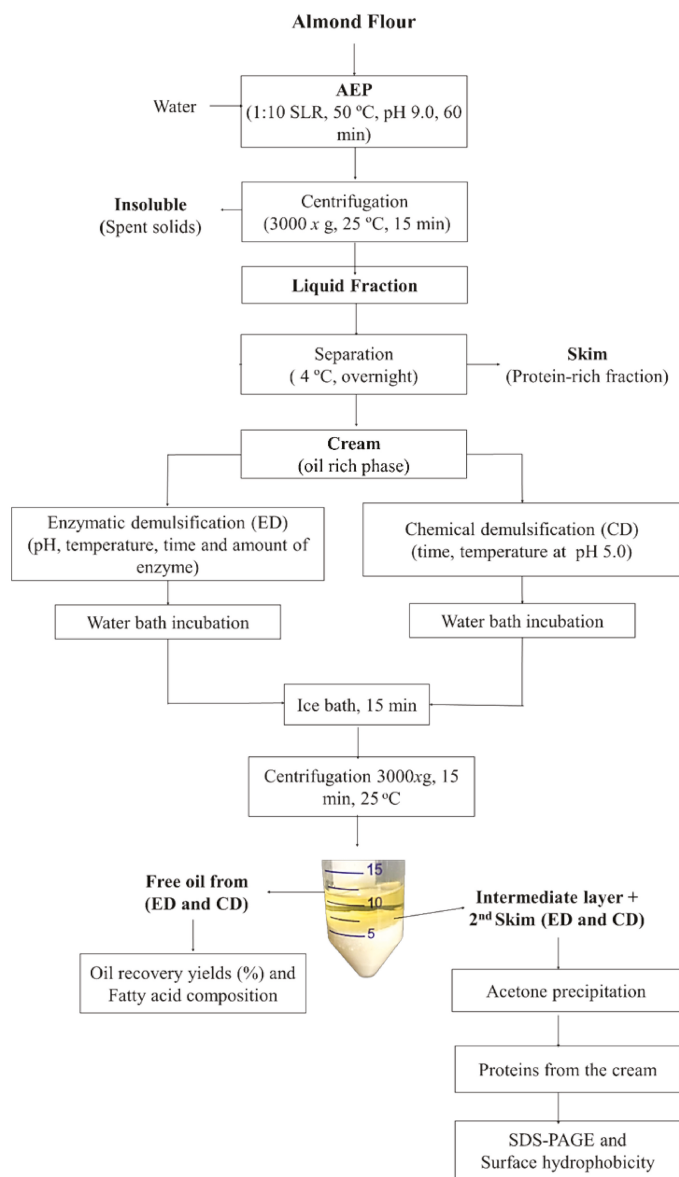 Almond Flour
AEP
Water
(1:10 SLR, 50 ºC, pH 9.0, 60
min)
Insoluble
(Spent solids)
Centrifugation
(3000 x g, 25 ºC, 15 min)
Liquid Fraction
Separation
( 4 ºC, overnight)
Skim
(Protein-rich fraction)
Cream
(oil rich phase)
Enzymatic demulsification (ED)
(pH, temperature, time and amount of
enzyme)
Chemical demulsification (CD)
(time, temperature at pH 5.0)
Water bath incubation
Water bath incubation
Ice bath, 15 min
Centrifugation 3000xg, 15
min, 25 ºC
Free oil from
(ED and CD)
15
10
5
Intermediate layer +
2nd Skim (ED and CD)
Oil recovery yields (%) and
Fatty acid composition
Acetone precipitation
Proteins from the cream
SDS-PAGE and
Surface hydrophobicity